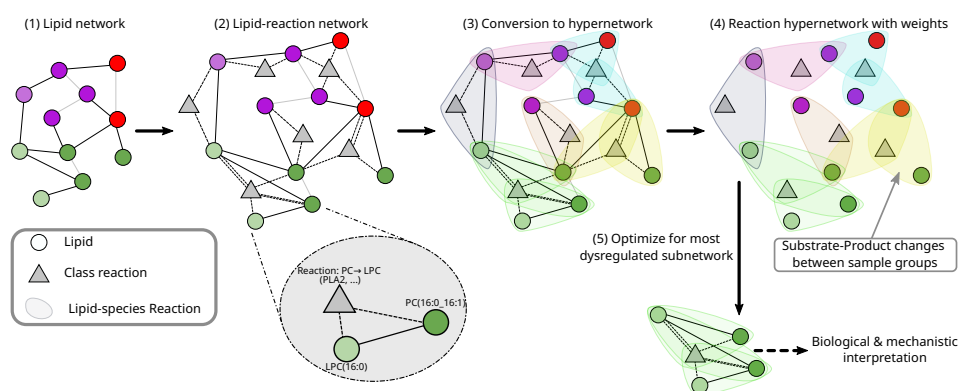 (1) Lipid network
(2) Lipid-reaction network
(3) Conversion to hypernetwork
(4) Reaction hypernetwork with weights
Lipid
Class reaction
Lipid-species Reaction
Reaction: PC→ LPC
(PLA2, ...)
PC(16:0_16:1)
LPC(16:0)
(5) Optimize for most
dysregulated subnetwork
Substrate-Product changes
between sample groups
Biological & mechanistic
interpretation